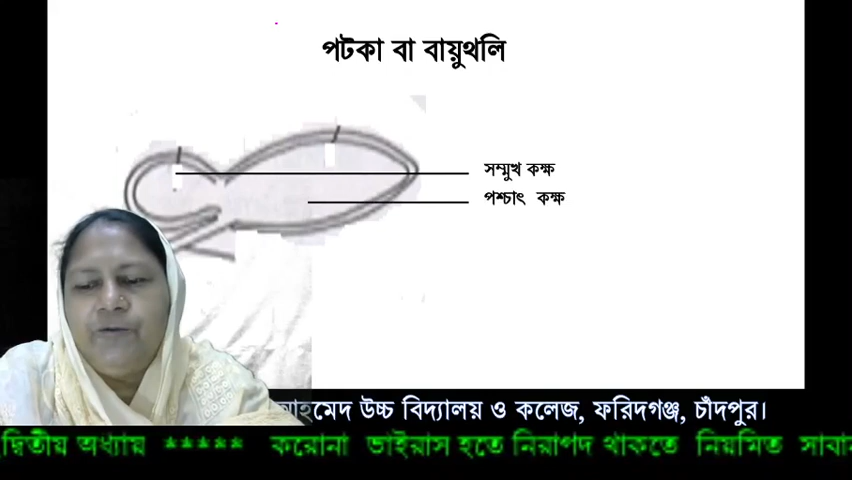 পটকা বা বায়ুথলি
সম্মুখ কক্ষ
পশ্চাৎ কক্ষ
আহমেদ উচ্চ বিদ্যালয় ও কলেজ, ফরিদগঞ্জ, চাঁদপুর।
দ্বিতীয় অধ্যায় ***** করোনা ভাইরাস হতে নিরাপদ থাকতে নিয়মিত